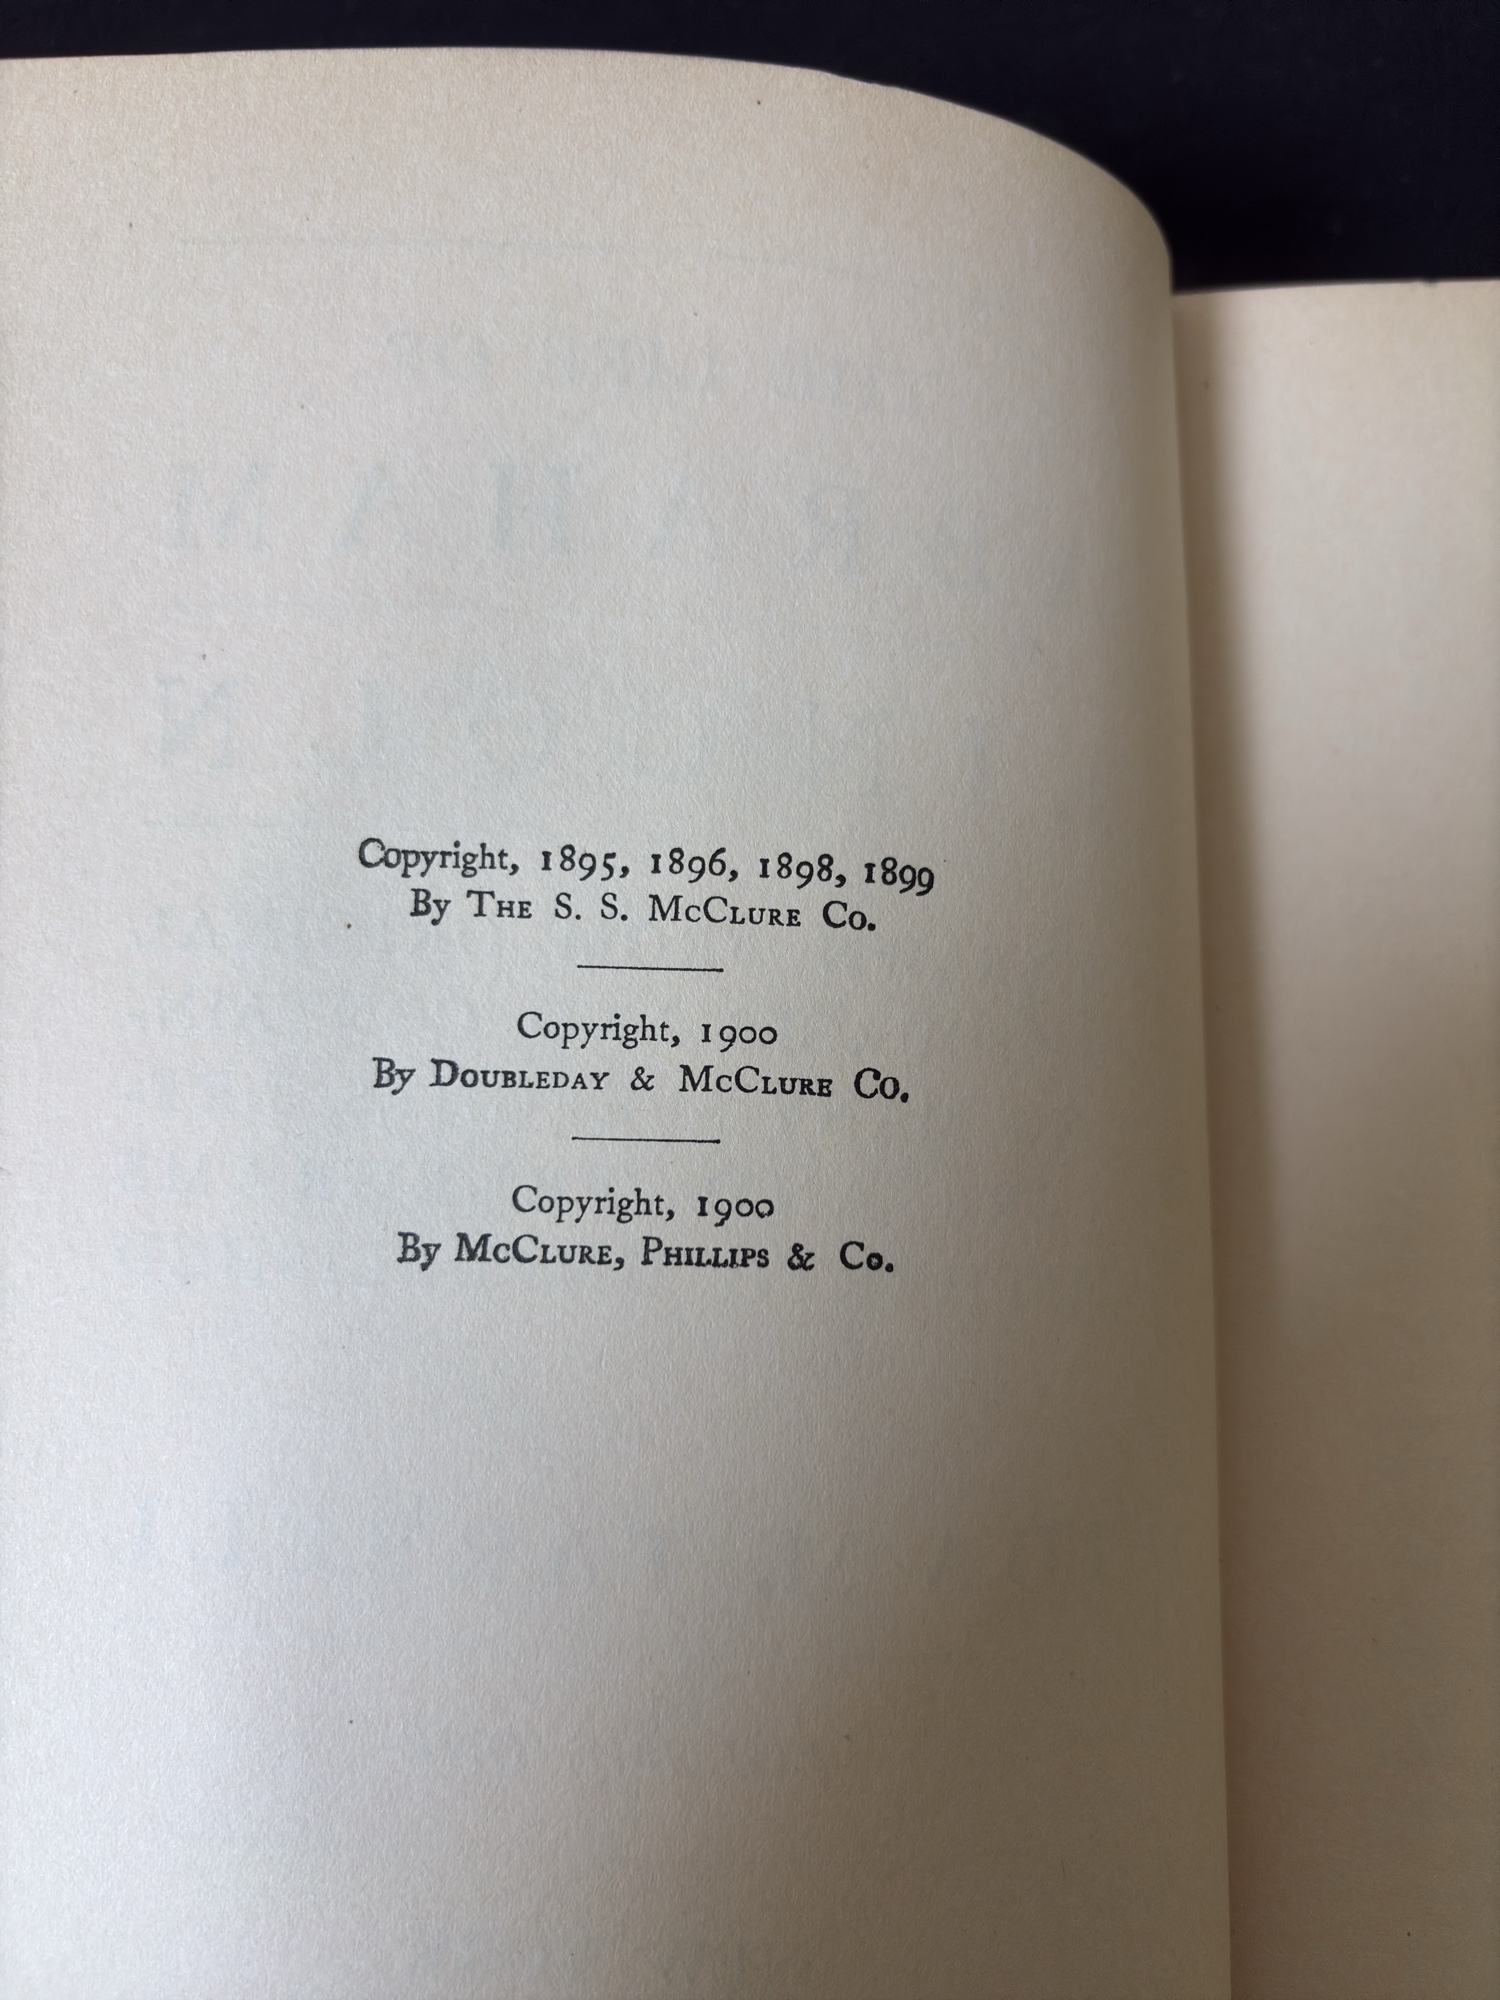 Copyright, 1895, 1896, 1898, 1899
By The S. S. McClure Co.
Copyright, 1900
By Doubleday & McClure Co.
Copyright, 1900
By McClure, Phillips & Co.